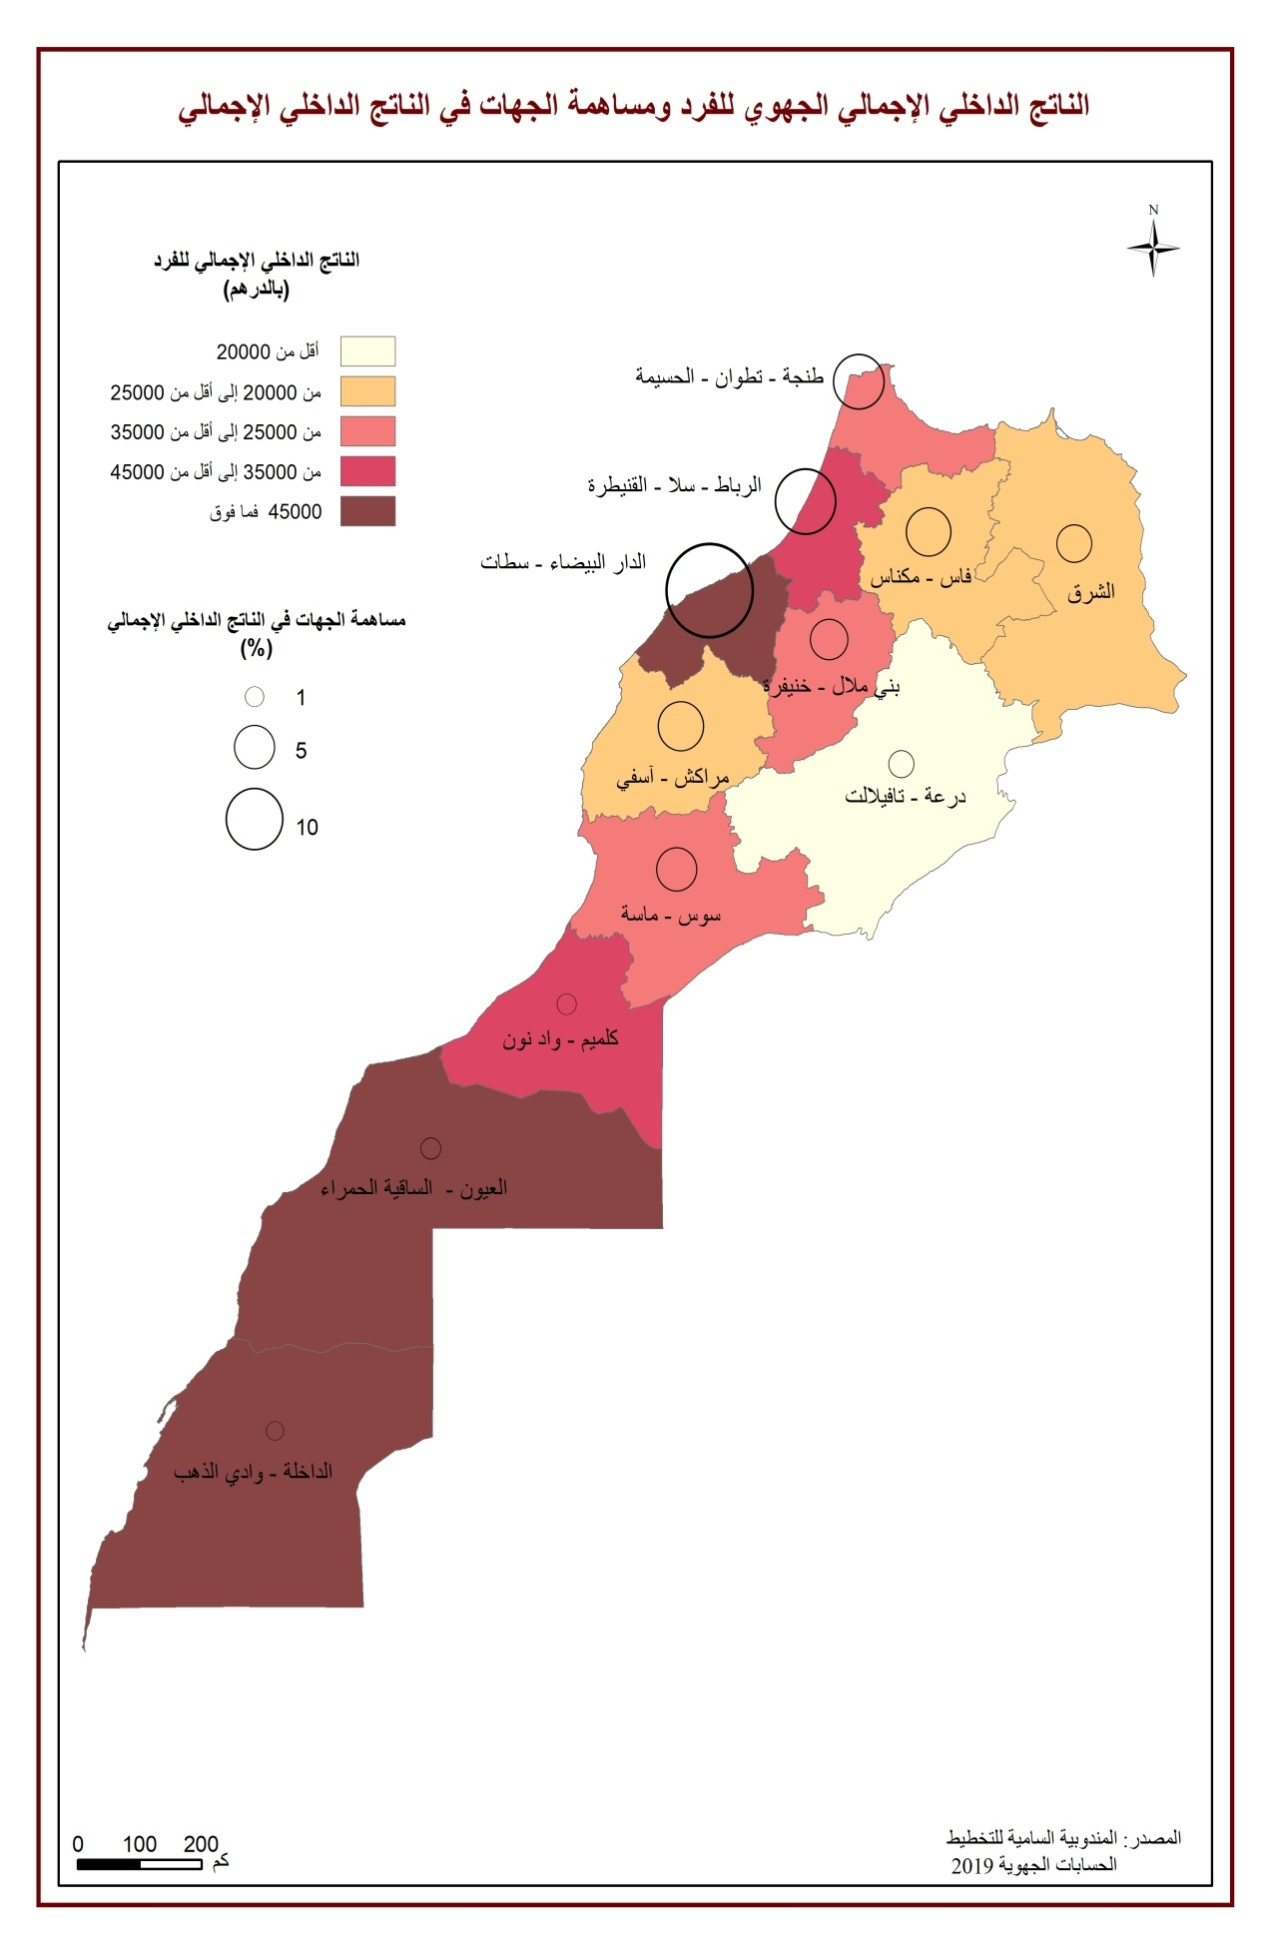 الناتج الداخلي الإجمالي الجهوي للفرد ومساهمة الجهات في الناتج الداخلي الإجمالي
N
الناتج الداخلي الإجمالي للفرد
(بالدرهم)
أقل من 20000
من 20000 إلى أقل من 25000
من 25000 إلى أقل من 35000
من 35000 إلى أقل من 45000
45000 فما فوق
مساهمة الجهات في الناتج الداخلي الإجمالي
(%)
1
5
10
طنجة - تطوان - الحسيمة
الرباط - سلا - القنيطرة
الدار البيضاء - سطات
فاس - مكناس
الشرق
بني ملال - خنيفرة
مراكش - آسفي
درعة - تافيلالت
سوس - ماسة
كلميم - واد نون
العيون - الساقية الحمراء
الداخلة - وادي الذهب
المصدر: المندوبية السامية للتخطيط
الحسابات الجهوية 2019
0 100 200
كم